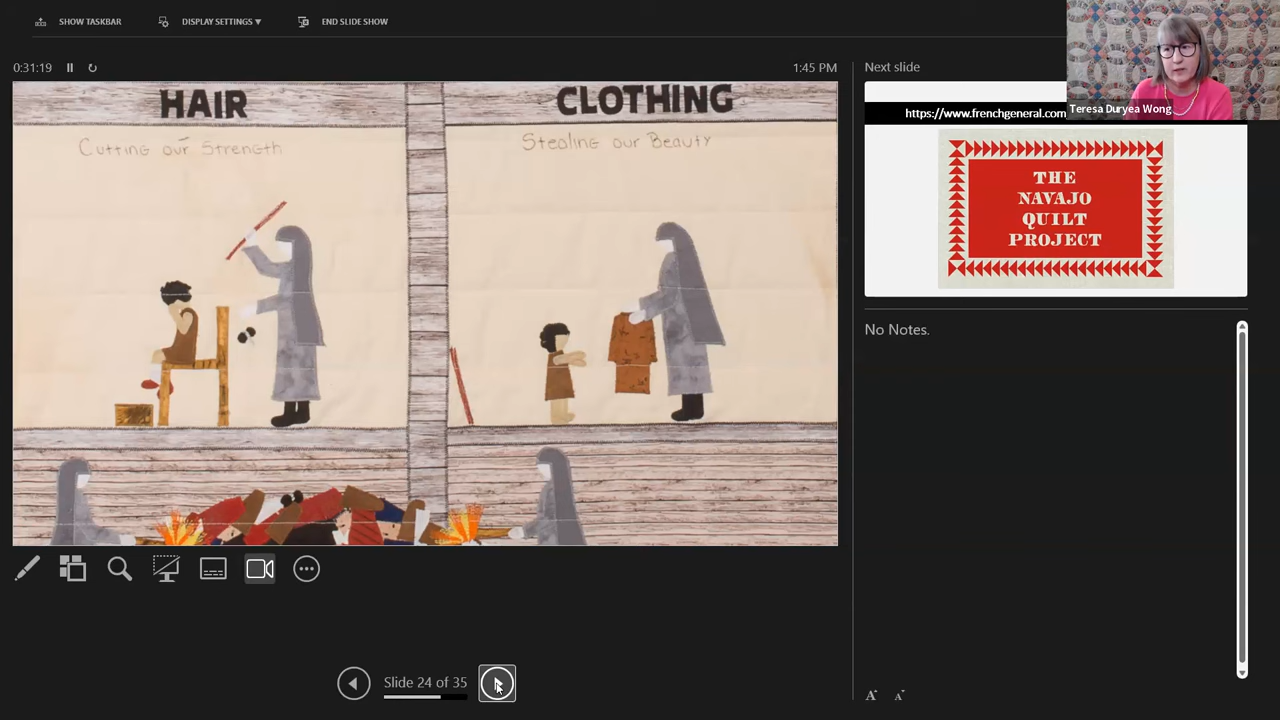 SHOW TASKBAR
DISPLAY SETTINGS ▼
END SLIDE SHOW
0:31:19
1:45 PM
Next slide
Teresa Duryea Wong
HAIR
CLOTHING
Cutting our Strength
Stealing our Beauty
https://www.frenchgeneral.com
THE
NAVAJO
QUILT
PROJECT
No Notes.
Slide 24 of 35
A
A